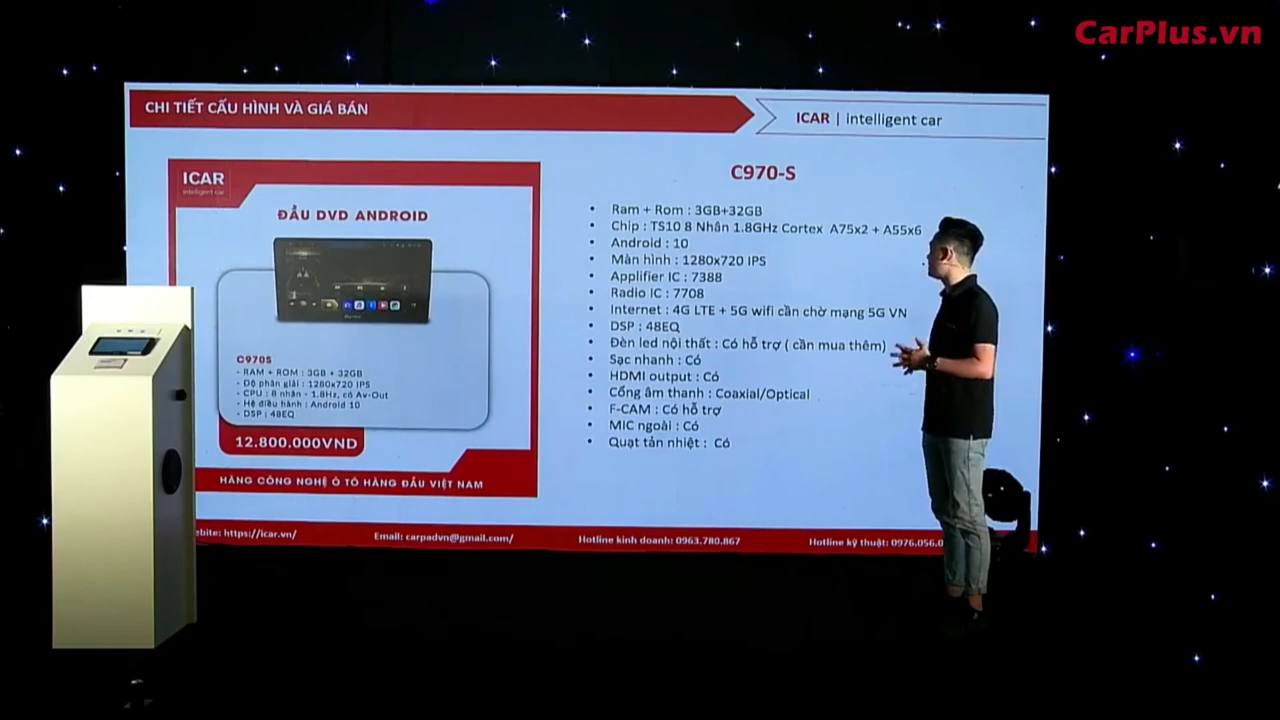 CarPlus.vn
CHI TIẾT CẤU HÌNH VÀ GIÁ BÁN
ICAR | intelligent car
ICAR
intelligent car
ĐẦU DVD ANDROID
C970S
- RAM + ROM : 3GB + 32GB
- Độ phân giải : 1280x720 IPS
- CPU : 8 nhân - 1.8Hz, có Av-Out
- Hệ điều hành : Android 10
- DSP : 48EQ
12.800.000VND
HÀNG CÔNG NGHỆ Ô TÔ HÀNG ĐẦU VIỆT NAM
C970-S
• Ram + Rom : 3GB+32GB
• Chip : TS10 8 Nhân 1.8GHz Cortex A75x2 + A55x6
• Android : 10
• Màn hình : 1280x720 IPS
• Applifier IC : 7388
• Radio IC : 7708
• Internet : 4G LTE + 5G wifi cần chờ mạng 5G VN
• DSP : 48EQ
• Đèn led nội thất : Có hỗ trợ ( cần mua thêm)
• Sạc nhanh : Có
• HDMI output : Có
• Cổng âm thanh : Coaxial/Optical
• F-CAM : Có hỗ trợ
• MIC ngoài : Có
• Quạt tản nhiệt : Có
ebite: https://icar.vn/
Email: carpadvn@gmail.com/
Hotline kinh doanh: 0963.780.867
Hotline kỹ thuật: 0976.056.0